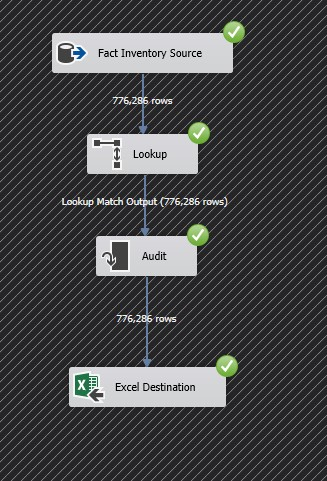 Fact Inventory Source
776,286 rows
Lookup
Lookup Match Output (776,286 rows)
Audit
776,286 rows
Excel Destination